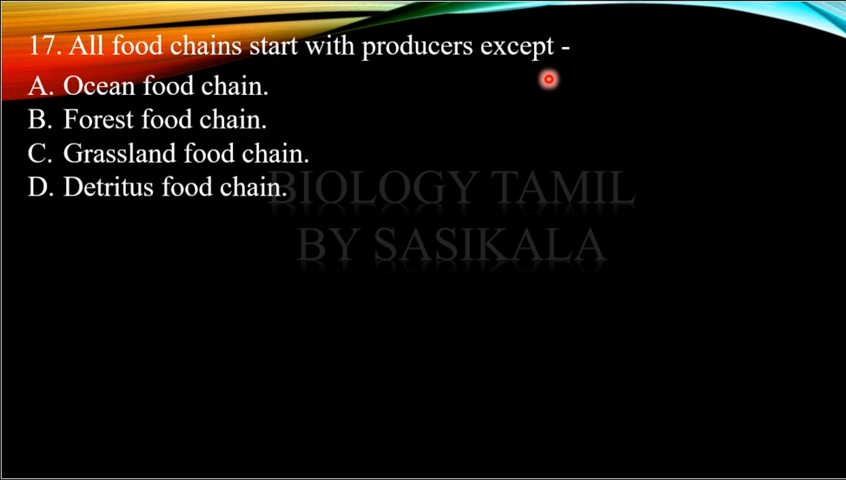 17. All food chains start with producers except -
A. Ocean food chain.
B. Forest food chain.
C. Grassland food chain.
D. Detritus food chain.
BIOLOGY TAMIL
BY SASIKALA